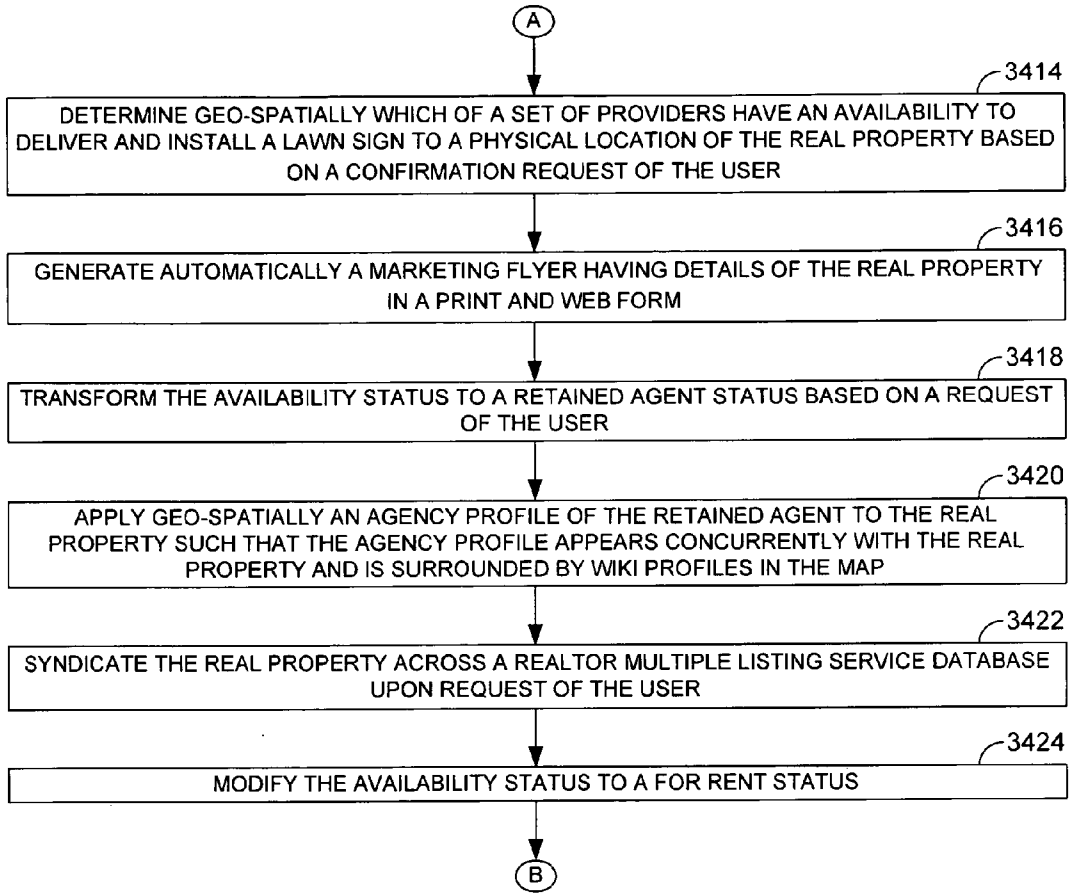 A
3414
DETERMINE GEO-SPATIALLY WHICH OF A SET OF PROVIDERS HAVE AN AVAILABILITY TO
DELIVER AND INSTALL A LAWN SIGN TO A PHYSICAL LOCATION OF THE REAL PROPERTY BASED
ON A CONFIRMATION REQUEST OF THE USER
3416
GENERATE AUTOMATICALLY A MARKETING FLYER HAVING DETAILS OF THE REAL PROPERTY
IN A PRINT AND WEB FORM
3418
TRANSFORM THE AVAILABILITY STATUS TO A RETAINED AGENT STATUS BASED ON A REQUEST
OF THE USER
3420
APPLY GEO-SPATIALLY AN AGENCY PROFILE OF THE RETAINED AGENT TO THE REAL
PROPERTY SUCH THAT THE AGENCY PROFILE APPEARS CONCURRENTLY WITH THE REAL
PROPERTY AND IS SURROUNDED BY WIKI PROFILES IN THE MAP
3422
SYNDICATE THE REAL PROPERTY ACROSS A REALTOR MULTIPLE LISTING SERVICE DATABASE
UPON REQUEST OF THE USER
3424
MODIFY THE AVAILABILITY STATUS TO A FOR RENT STATUS
B